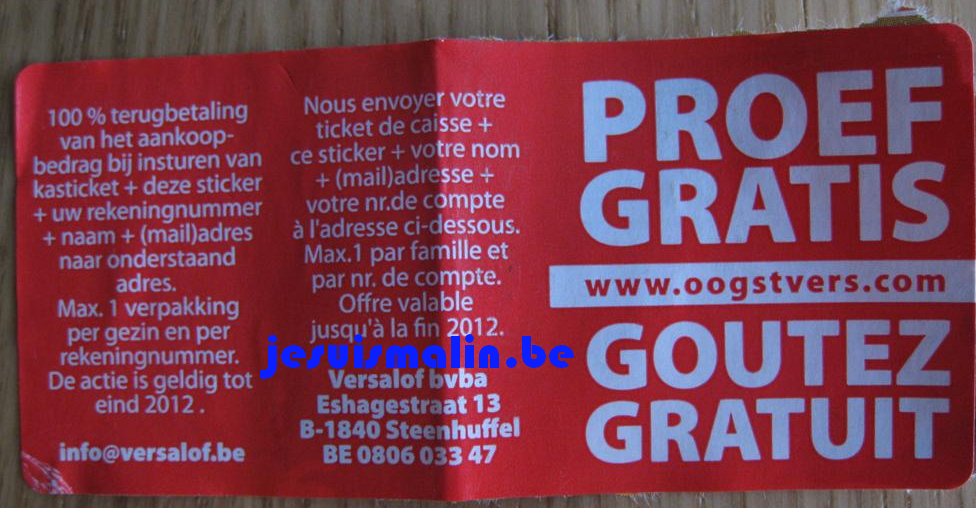 100 % terugbetaling
van het aankoop-
bedrag bij insturen van
kasticket + deze sticker
+ uw rekeningnummer
+ naam + (mail)adres
naar onderstaand
adres.
Max. 1 verpakking
per gezin en per
rekeningnummer.
De actie is geldig tot
eind 2012 .
info@versalof.be
Nous envoyer votre
ticket de caisse +
ce sticker + votre nom
+ (mail)adresse +
votre nr.de compte
à l'adresse ci-dessous.
Max.1 par famille et
par nr. de compte.
Offre valable
jusqu'à la fin 2012.
jesuismalin.be
Versalof bvba
Eshagestraat 13
B-1840 Steenhuffel
BE 0806 033 47
PROEF
GRATIS
www.oogstvers.com
GOUTEZ
GRATUIT